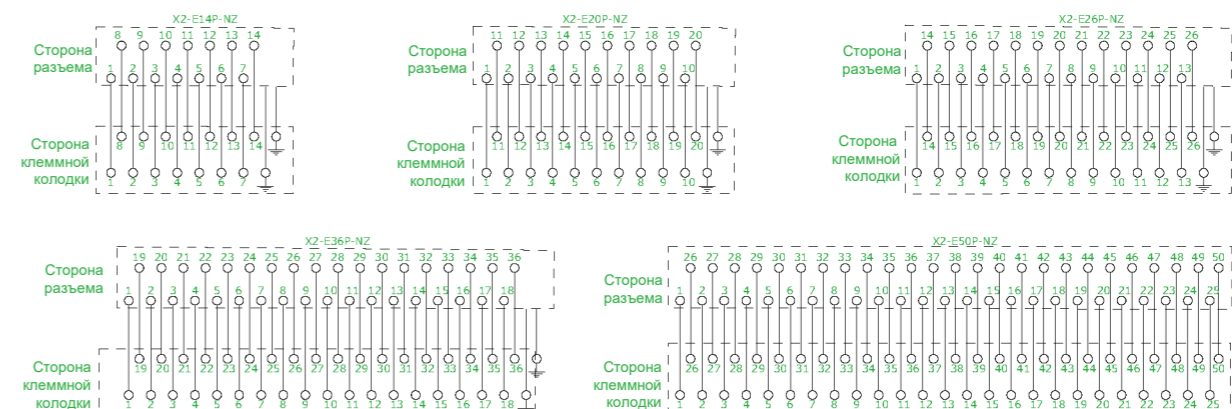 X2-E14P-NZ
8 9 10 11 12 13 14
Сторона
разъема
1 2 3 4 5 6 7
Сторона
клеммной
колодки
8 9 10 11 12 13 14
1 2 3 4 5 6 7
X2-E20P-NZ
11 12 13 14 15 16 17 18 19 20
Сторона
разъема
1 2 3 4 5 6 7 8 9 10
Сторона
клеммной
колодки
11 12 13 14 15 16 17 18 19 20
1 2 3 4 5 6 7 8 9 10
X2-E26P-NZ
14 15 16 17 18 19 20 21 22 23 24 25 26
Сторона
разъема
1 2 3 4 5 6 7 8 9 10 11 12 13
Сторона
клеммной
колодки
14 15 16 17 18 19 20 21 22 23 24 25 26
1 2 3 4 5 6 7 8 9 10 11 12 13
X2-E36P-NZ
19 20 21 22 23 24 25 26 27 28 29 30 31 32 33 34 35 36
Сторона
разъема
1 2 3 4 5 6 7 8 9 10 11 12 13 14 15 16 17 18
Сторона
клеммной
колодки
19 20 21 22 23 24 25 26 27 28 29 30 31 32 33 34 35 36
1 2 3 4 5 6 7 8 9 10 11 12 13 14 15 16 17 18
X2-E50P-NZ
26 27 28 29 30 31 32 33 34 35 36 37 38 39 40 41 42 43 44 45 46 47 48 49 50
Сторона
разъема
1 2 3 4 5 6 7 8 9 10 11 12 13 14 15 16 17 18 19 20 21 22 23 24 25
Сторона
клеммной
колодки
26 27 28 29 30 31 32 33 34 35 36 37 38 39 40 41 42 43 44 45 46 47 48 49 50
1 2 3 4 5 6 7 8 9 10 11 12 13 14 15 16 17 18 19 20 21 22 23 24 25